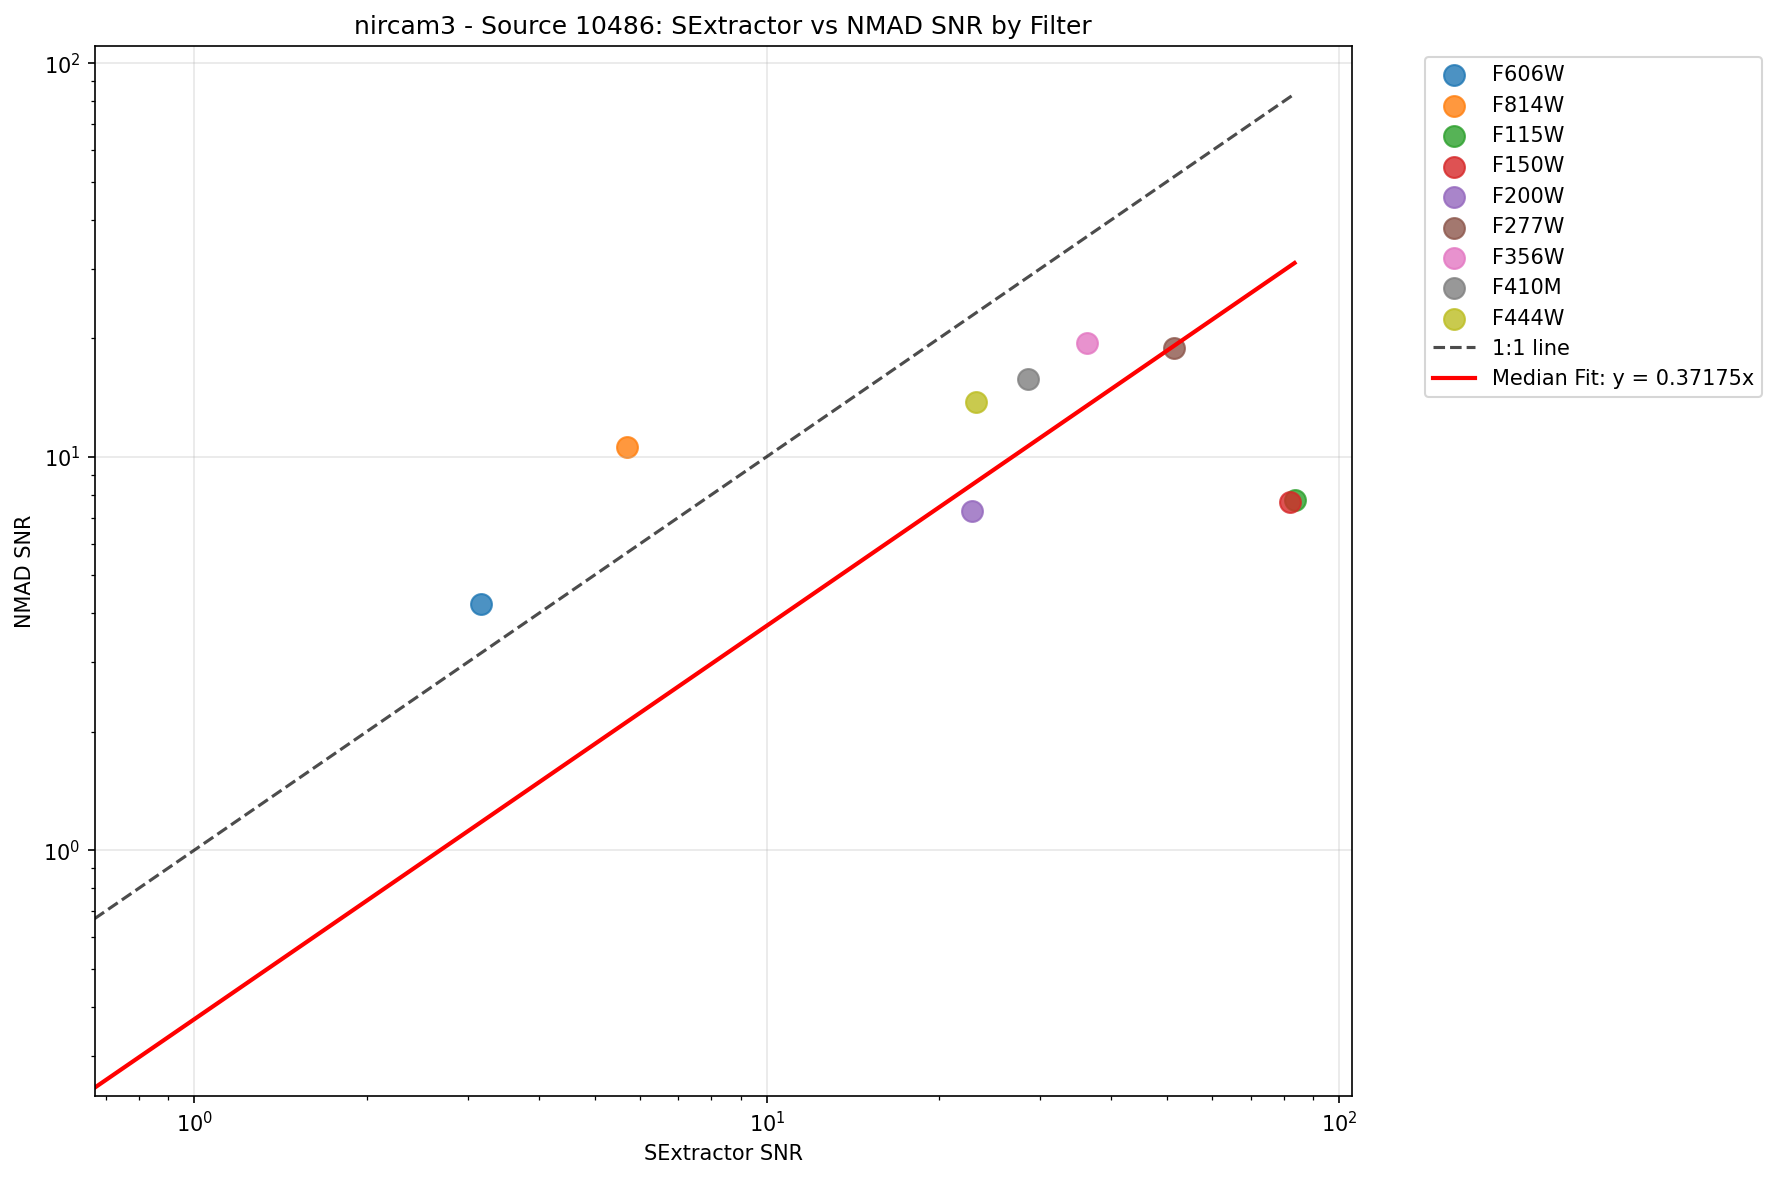 nircam3 - Source 10486: SExtractor vs NMAD SNR by Filter
NMAD SNR
10²
10¹
10⁰
10⁰
10¹
10²
SExtractor SNR
F606W
F814W
F115W
F150W
F200W
F277W
F356W
F410M
F444W
1:1 line
Median Fit: y = 0.37175x